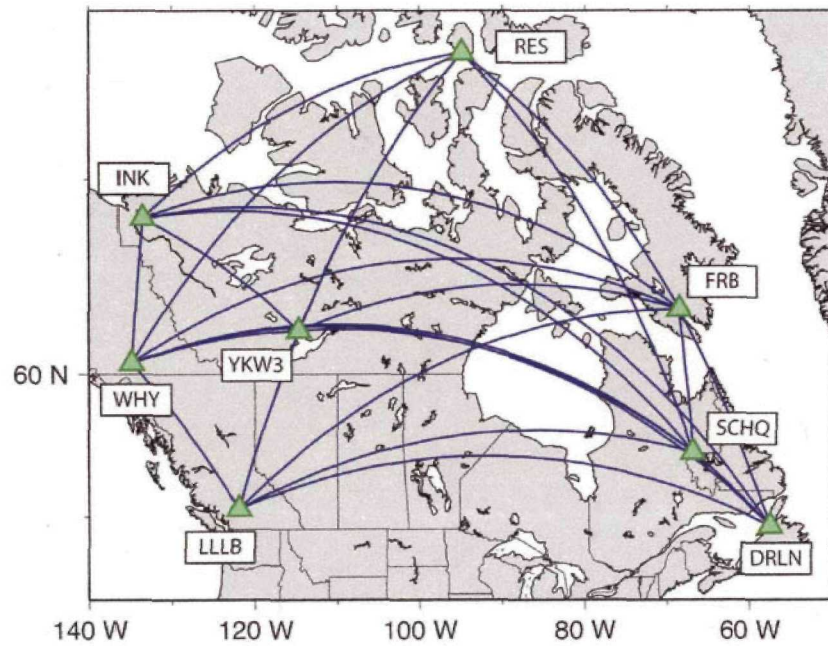 RES
INK
FRB
YKW3
60 N
WHY
SCHQ
LLLB
DRLN
140 W
120 W
100 W
80 W
60 W